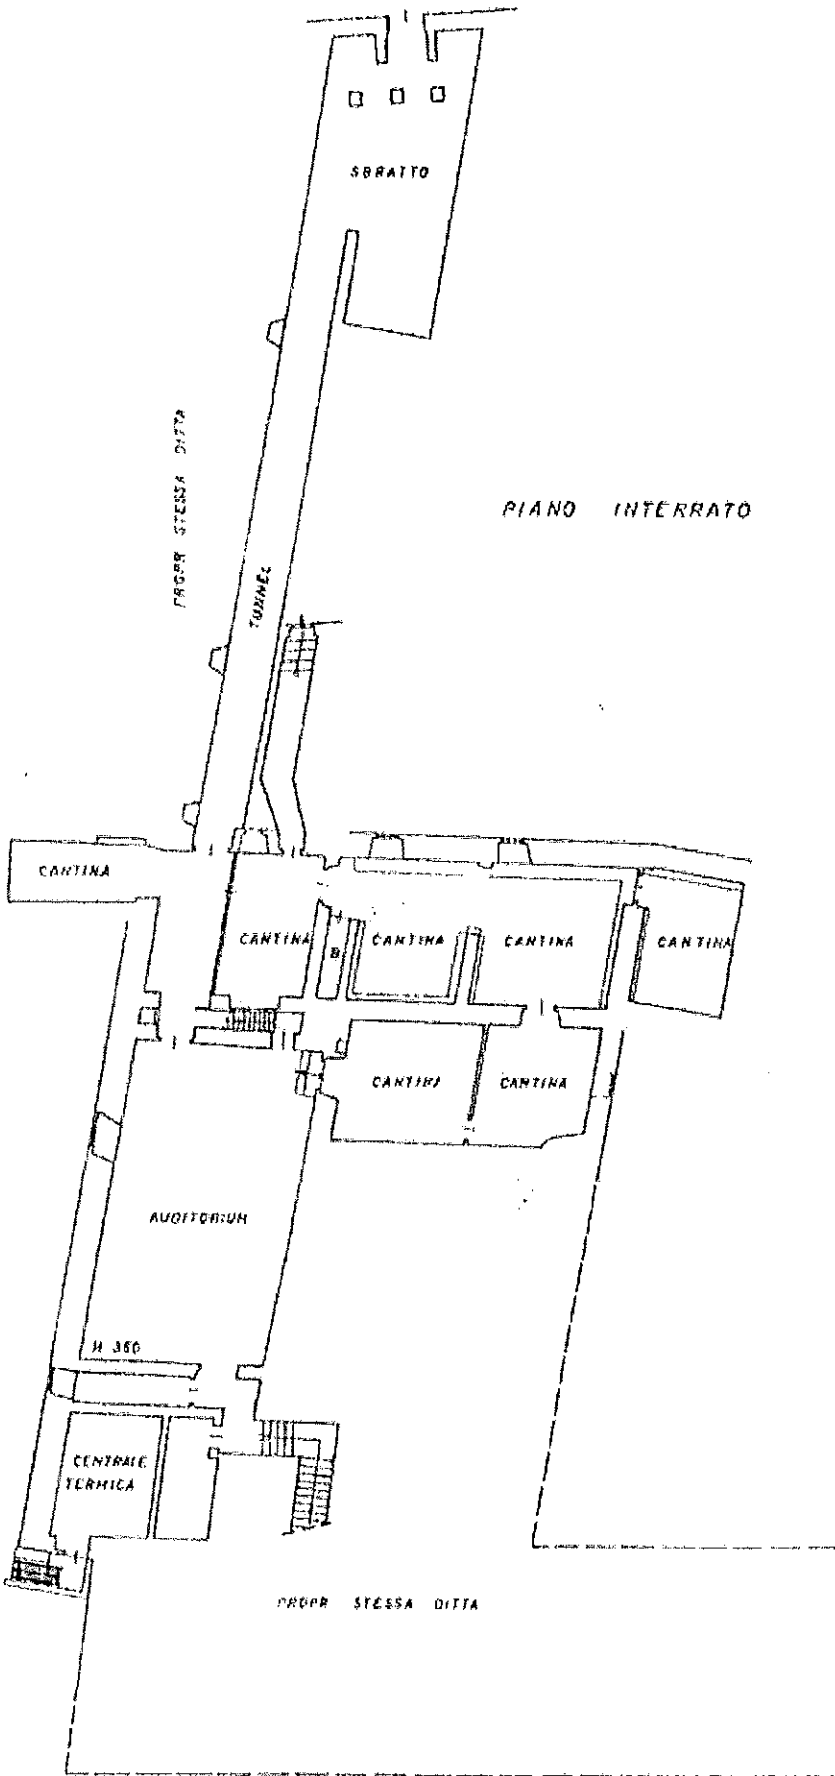 SBRATTO
PIANO INTERRATO
PROPR STESSA DITTA
TUNNEL
CANTINA
CANTINA
CANTINA
CANTINA
CANTINA
CANTINA
CANTINA
AUDITORIUM
H 360
CENTRALE
TERMICA
PROPR STESSA DITTA